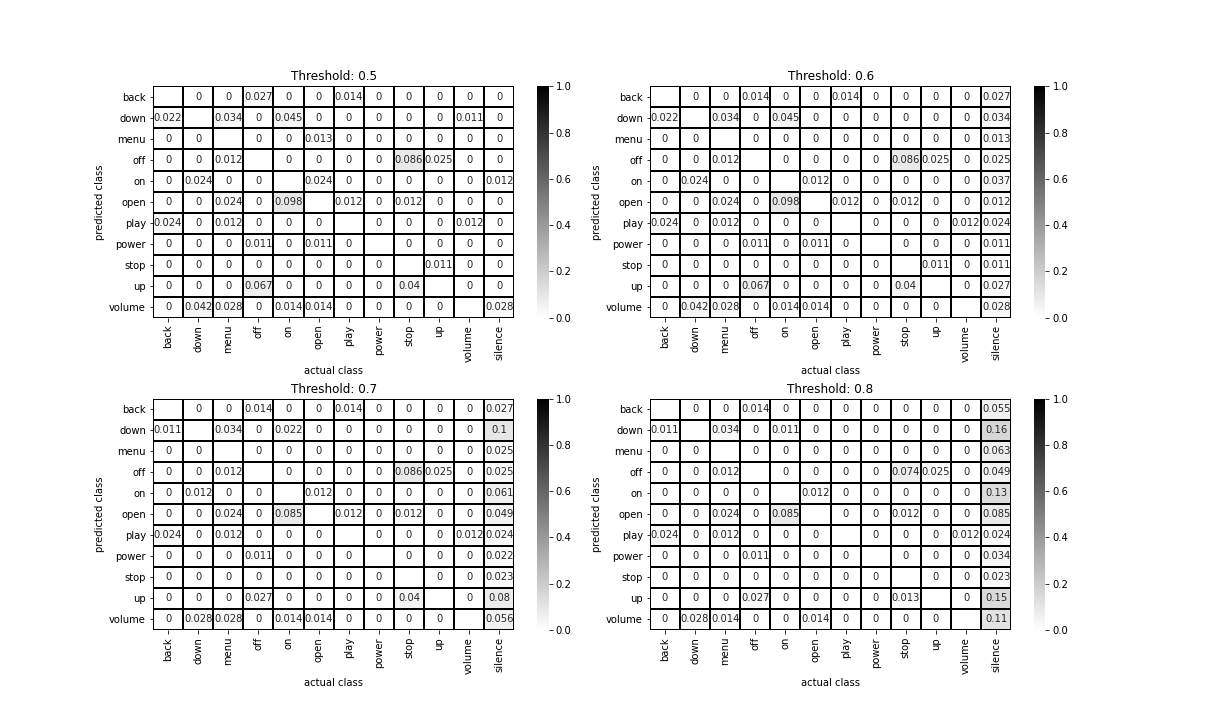 Threshold: 0.5
predicted class
back 0 0 0.027 0 0 0.014 0 0 0 0 0
down 0.022 0.034 0 0.045 0 0 0 0 0 0.011 0
menu 0 0 0 0 0.013 0 0 0 0 0 0
off 0 0 0.012 0 0 0 0 0.086 0.025 0 0
on 0 0.024 0 0 0.024 0 0 0 0 0 0.012
open 0 0 0.024 0 0.098 0.012 0 0.012 0 0 0
play 0.024 0 0.012 0 0 0 0 0 0 0.012 0
power 0 0 0 0.011 0 0.011 0 0 0 0 0
stop 0 0 0 0 0 0 0 0 0.011 0 0
up 0 0 0 0.067 0 0 0 0 0.04 0 0
volume 0 0.042 0.028 0 0.014 0.014 0 0 0 0 0.028
back down menu off on open play power stop up volume silence
actual class
1.0
0.8
0.6
0.4
0.2
0.0
Threshold: 0.6
predicted class
back 0 0 0.014 0 0 0.014 0 0 0 0 0.027
down 0.022 0.034 0 0.045 0 0 0 0 0 0 0.034
menu 0 0 0 0 0 0 0 0 0 0 0.013
off 0 0 0.012 0 0 0 0 0.086 0.025 0 0.025
on 0 0.024 0 0 0.012 0 0 0 0 0 0.037
open 0 0 0.024 0 0.098 0.012 0 0.012 0 0 0.012
play 0.024 0 0.012 0 0 0 0 0 0 0.012 0.024
power 0 0 0 0.011 0 0.011 0 0 0 0 0.011
stop 0 0 0 0 0 0 0 0 0.011 0 0.011
up 0 0 0 0.067 0 0 0 0 0.04 0 0.027
volume 0 0.042 0.028 0 0.014 0.014 0 0 0 0 0.028
back down menu off on open play power stop up volume silence
actual class
1.0
0.8
0.6
0.4
0.2
0.0
Threshold: 0.7
predicted class
back 0 0 0.014 0 0 0.014 0 0 0 0 0.027
down 0.011 0.034 0 0.022 0 0 0 0 0 0 0.1
menu 0 0 0 0 0 0 0 0 0 0 0.025
off 0 0 0.012 0 0 0 0 0.086 0.025 0 0.025
on 0 0.012 0 0 0.012 0 0 0 0 0 0.061
open 0 0 0.024 0 0.085 0.012 0 0.012 0 0 0.049
play 0.024 0 0.012 0 0 0 0 0 0 0.012 0.024
power 0 0 0 0.011 0 0 0 0 0 0 0.022
stop 0 0 0 0 0 0 0 0 0 0 0.023
up 0 0 0 0.027 0 0 0 0 0.04 0 0.08
volume 0 0.028 0.028 0 0.014 0.014 0 0 0 0 0.056
back down menu off on open play power stop up volume silence
actual class
1.0
0.8
0.6
0.4
0.2
0.0
Threshold: 0.8
predicted class
back 0 0 0.014 0 0 0 0 0 0 0 0.055
down 0.011 0.034 0 0.011 0 0 0 0 0 0 0.16
menu 0 0 0 0 0 0 0 0 0 0 0.063
off 0 0 0.012 0 0 0 0 0.074 0.025 0 0.049
on 0 0 0 0 0.012 0 0 0 0 0 0.13
open 0 0 0.024 0 0.085 0 0 0.012 0 0 0.085
play 0.024 0 0.012 0 0 0 0 0 0 0.012 0.024
power 0 0 0 0.011 0 0 0 0 0 0 0.034
stop 0 0 0 0 0 0 0 0 0 0 0.023
up 0 0 0 0.027 0 0 0 0 0.013 0 0.15
volume 0 0.028 0.014 0 0 0.014 0 0 0 0 0.11
back down menu off on open play power stop up volume silence
actual class
1.0
0.8
0.6
0.4
0.2
0.0